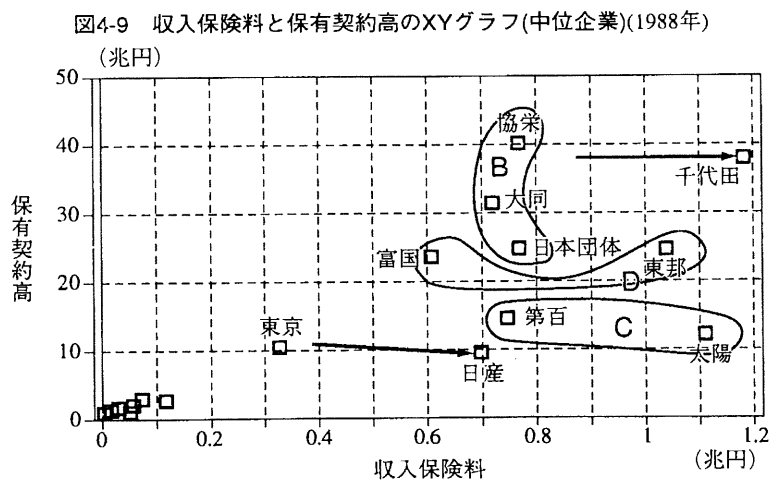 図4-9 収入保険料と保有契約高のXYグラフ(中位企業)(1988年)
(兆円)
50
40
30
20
10
0
保有契約高
協栄
B
大同
千代田
日本団体
富国
東邦
D
第百
C
太陽
東京
日産
0 0.2 0.4 0.6 0.8 1 1.2
収入保険料
(兆円)